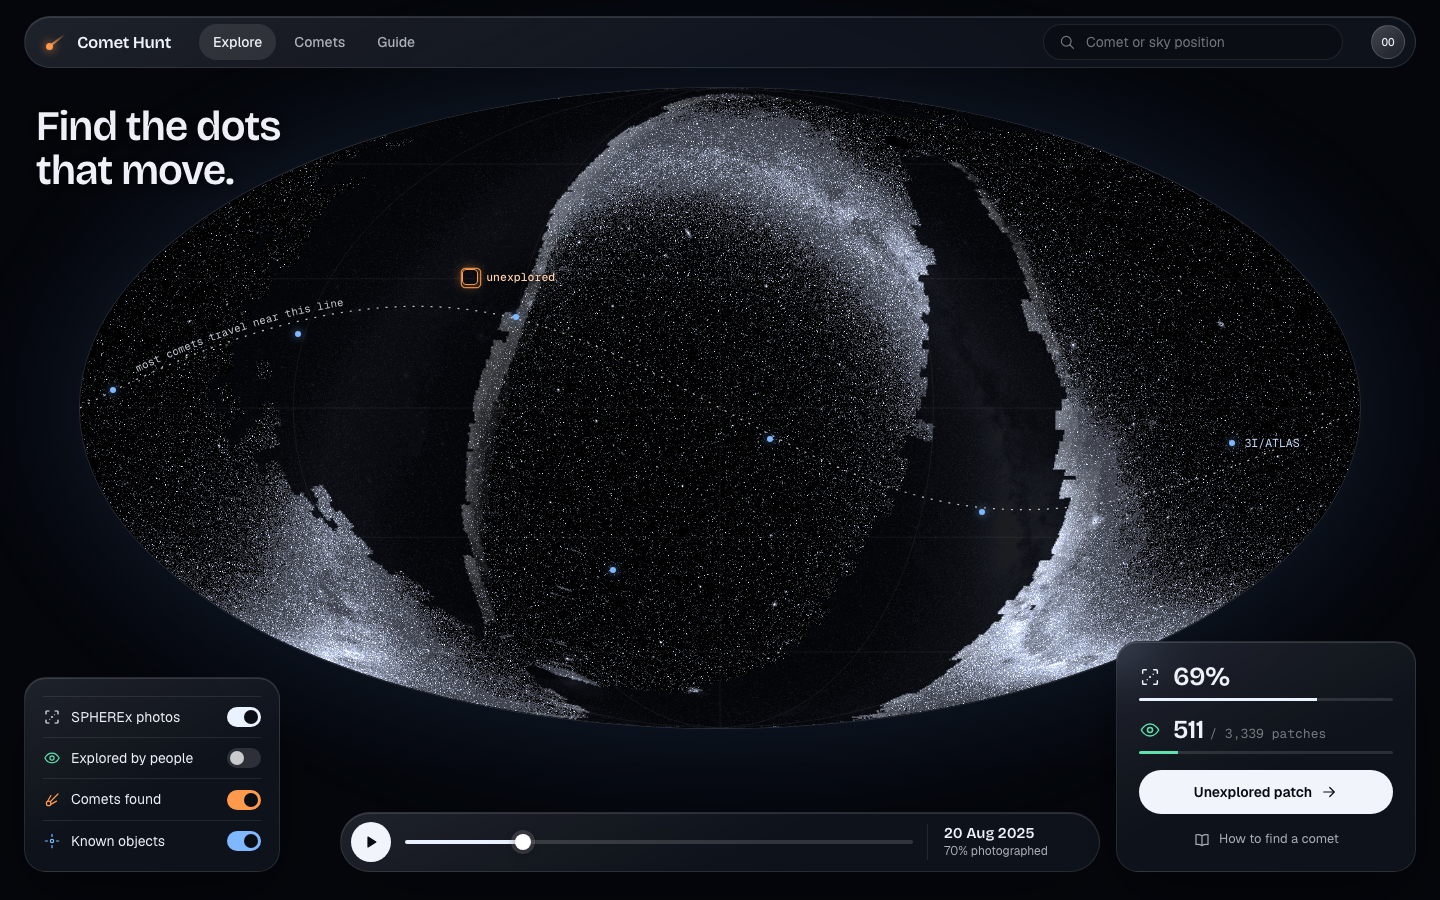 Comet Hunt
Explore
Comets
Guide
Comet or sky position
00
Find the dots
that move.
unexplored
most comets travel near this line
3I/ATLAS
SPHEREx photos
Explored by people
Comets found
Known objects
20 Aug 2025
70% photographed
69%
511 / 3,339 patches
Unexplored patch
How to find a comet